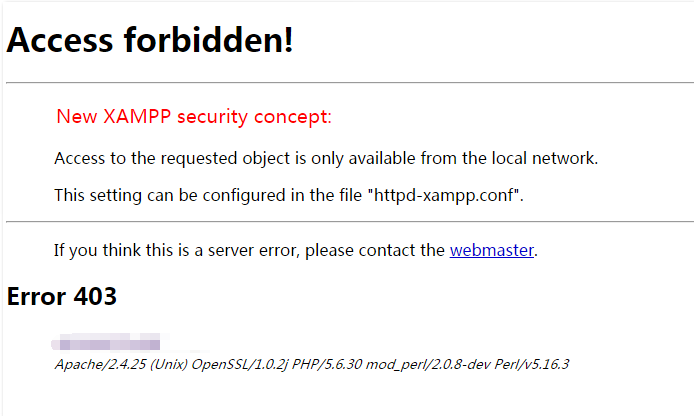 Access forbidden!
New XAMPP security concept:
Access to the requested object is only available from the local network.
This setting can be configured in the file "httpd-xampp.conf".
If you think this is a server error, please contact the webmaster.
Error 403
Apache/2.4.25 (Unix) OpenSSL/1.0.2j PHP/5.6.30 mod_perl/2.0.8-dev Perl/v5.16.3